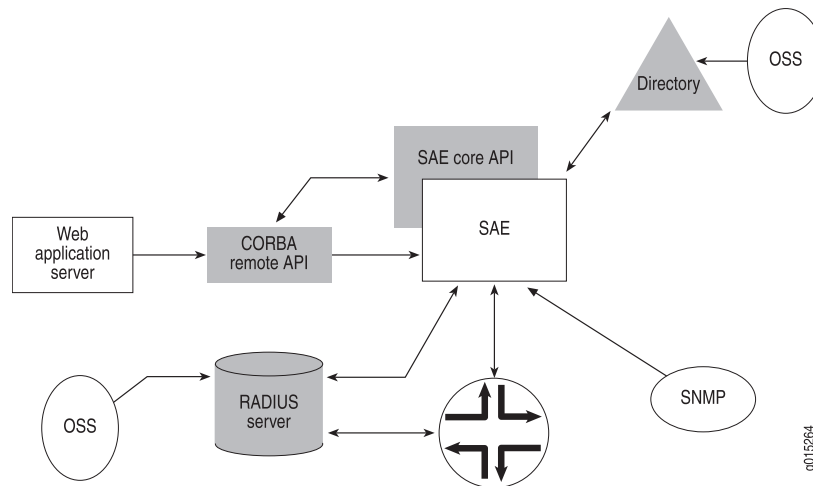 OSS
Directory
SAE core API
SAE
Web
application
server
CORBA
remote API
RADIUS
server
OSS
SNMP
g015264